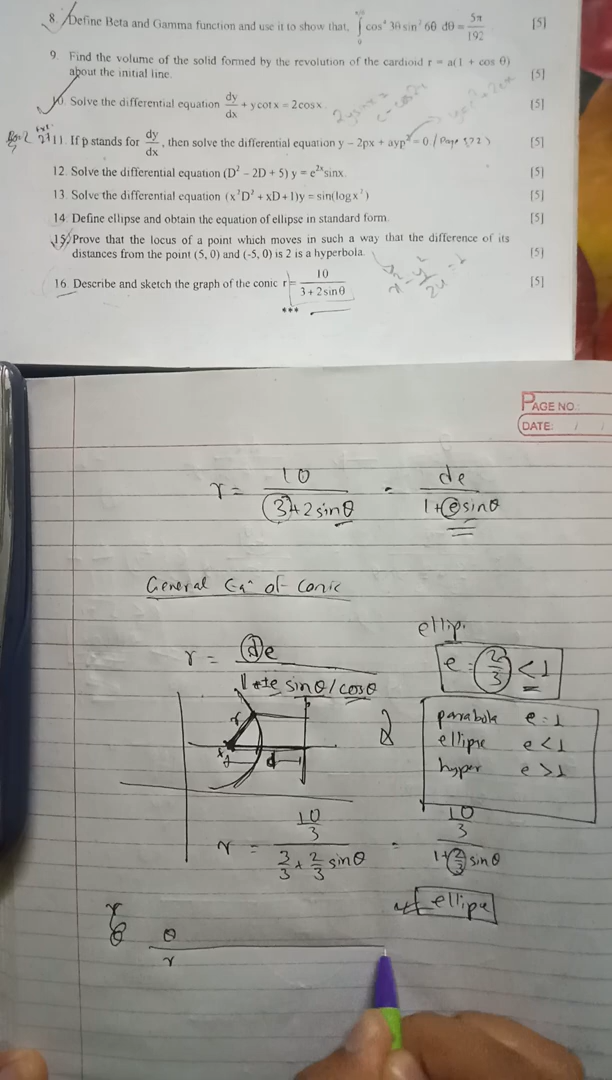 8. Define Beta and Gamma function and use it to show that, ∫₀^(π/6) cos⁴ 3θ sin² 6θ dθ = 5π/192 [5]
9. Find the volume of the solid formed by the revolution of the cardioid r = a(1 + cos θ)
about the initial line. [5]
10. Solve the differential equation dy/dx + ycotx = 2cosx. [5]
11. If p stands for dy/dx, then solve the differential equation y − 2px + ayp² = 0 [5]
12. Solve the differential equation (D² - 2D + 5) y = e²ˣsinx. [5]
13. Solve the differential equation (x²D² + xD+1)y = sin(logx²) [5]
14. Define ellipse and obtain the equation of ellipse in standard form. [5]
15. Prove that the locus of a point which moves in such a way that the difference of its
distances from the point (5, 0) and (-5, 0) is 2 is a hyperbola. [5]
16. Describe and sketch the graph of the conic r = 10/(3+2sinθ) [5]
***
PAGE NO.:
DATE: / /
r = 10/(3+2sinθ) = de/(1+esinθ)
General Eqⁿ of Conic
r = de/(1±e sinθ/cosθ)
ellip.
e = 2/3 < 1
r
d
parabola e = 1
ellipse e < 1
hyper e > 1
r = (10/3)/(3/3 + 2/3 sinθ) = (10/3)/(1+2/3 sinθ)
ellipse
θ
r